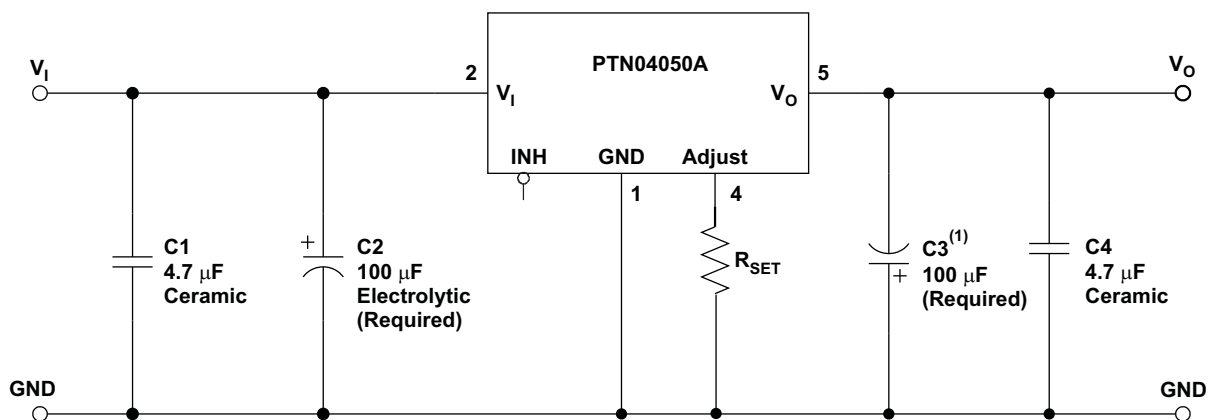 PTN04050A
V_I
2
5
V_O
V_I
V_O
INH
GND
Adjust
1
4
+
C1
4.7 μF
Ceramic
C2
100 μF
Electrolytic
(Required)
R_SET
C3^(1)
100 μF
(Required)
+
C4
4.7 μF
Ceramic
GND
GND